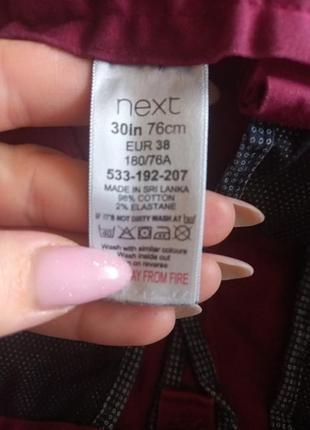 next
30in 76cm
EUR 38
180/76A
533-192-207
MADE IN SRI LANKA
98% COTTON
2% ELASTANE
IF IT'S NOT DIRTY WASH AT
Wash with similar colours
Wash inside out
on reverse
AWAY FROM FIRE